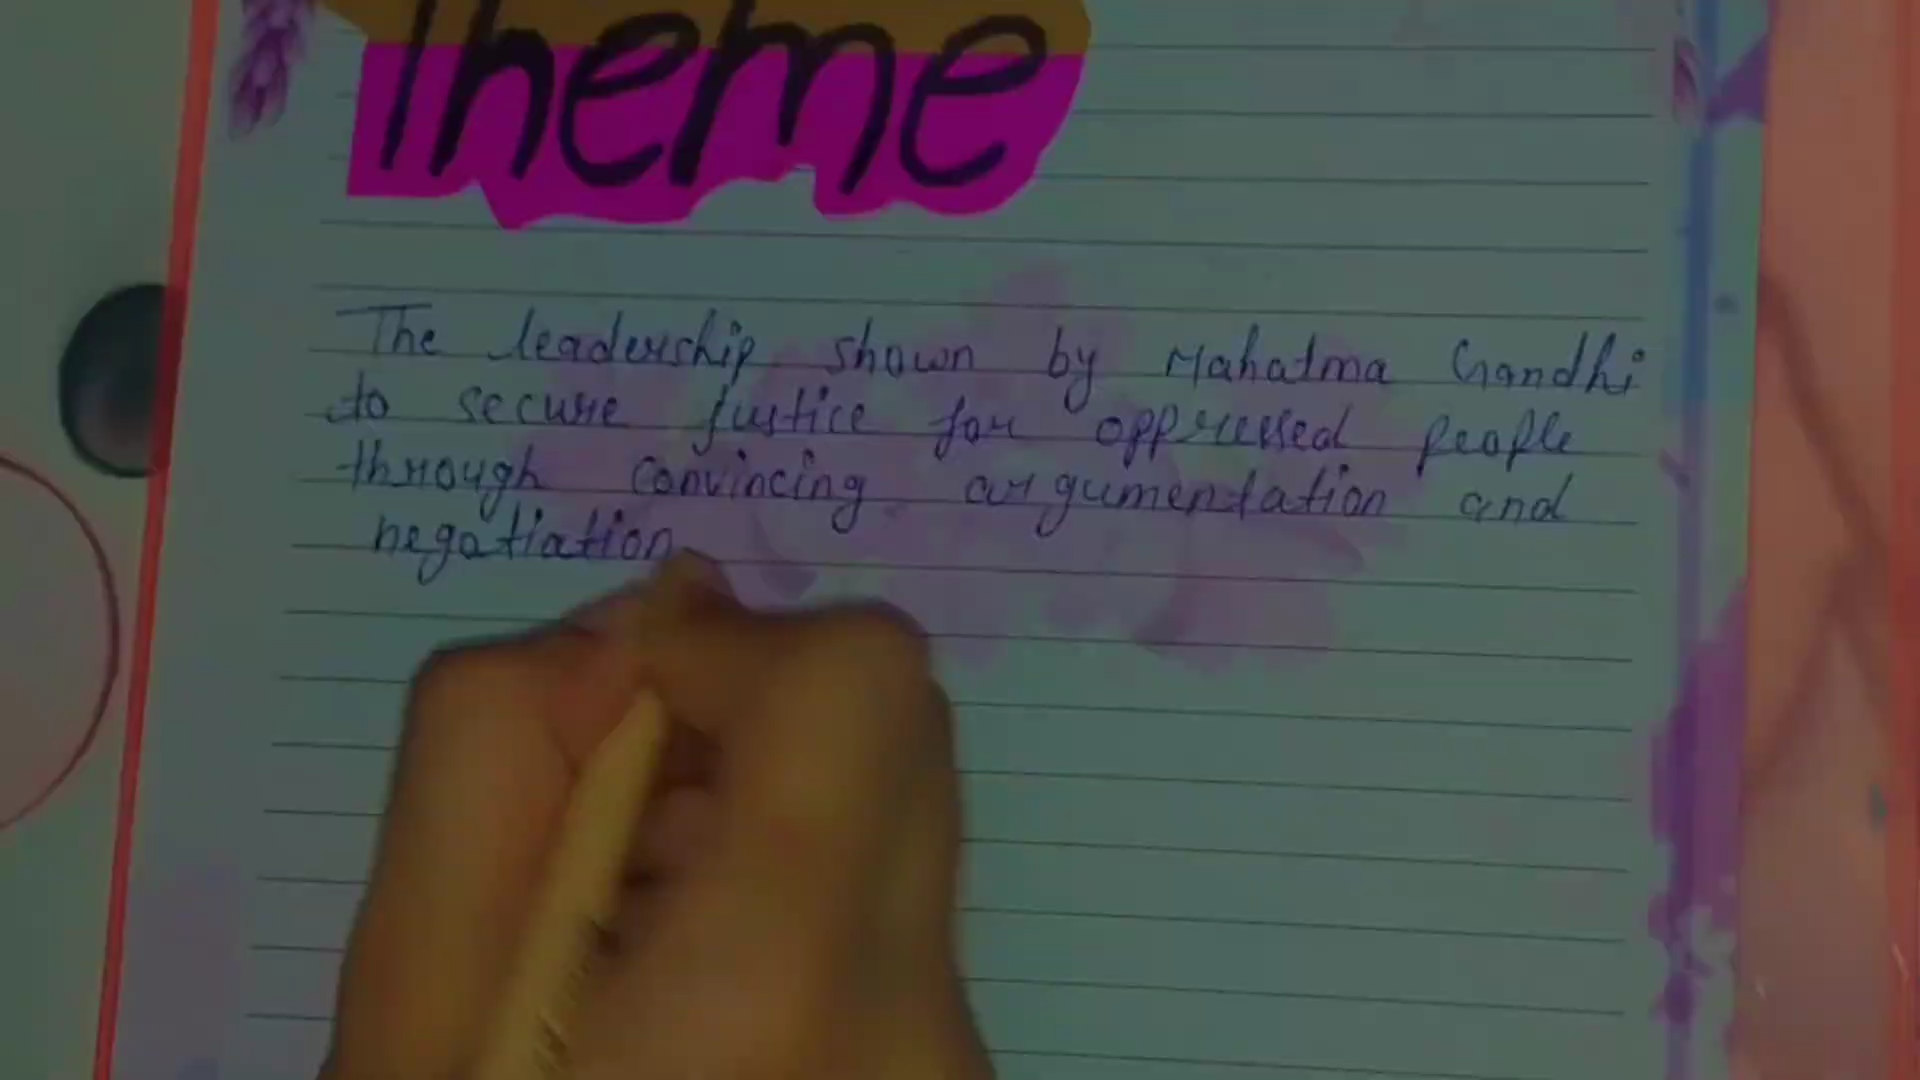 Theme
The leadership shown by Mahatma Gandhi
to secure justice for oppressed people
through convincing argumentation and
negotiation